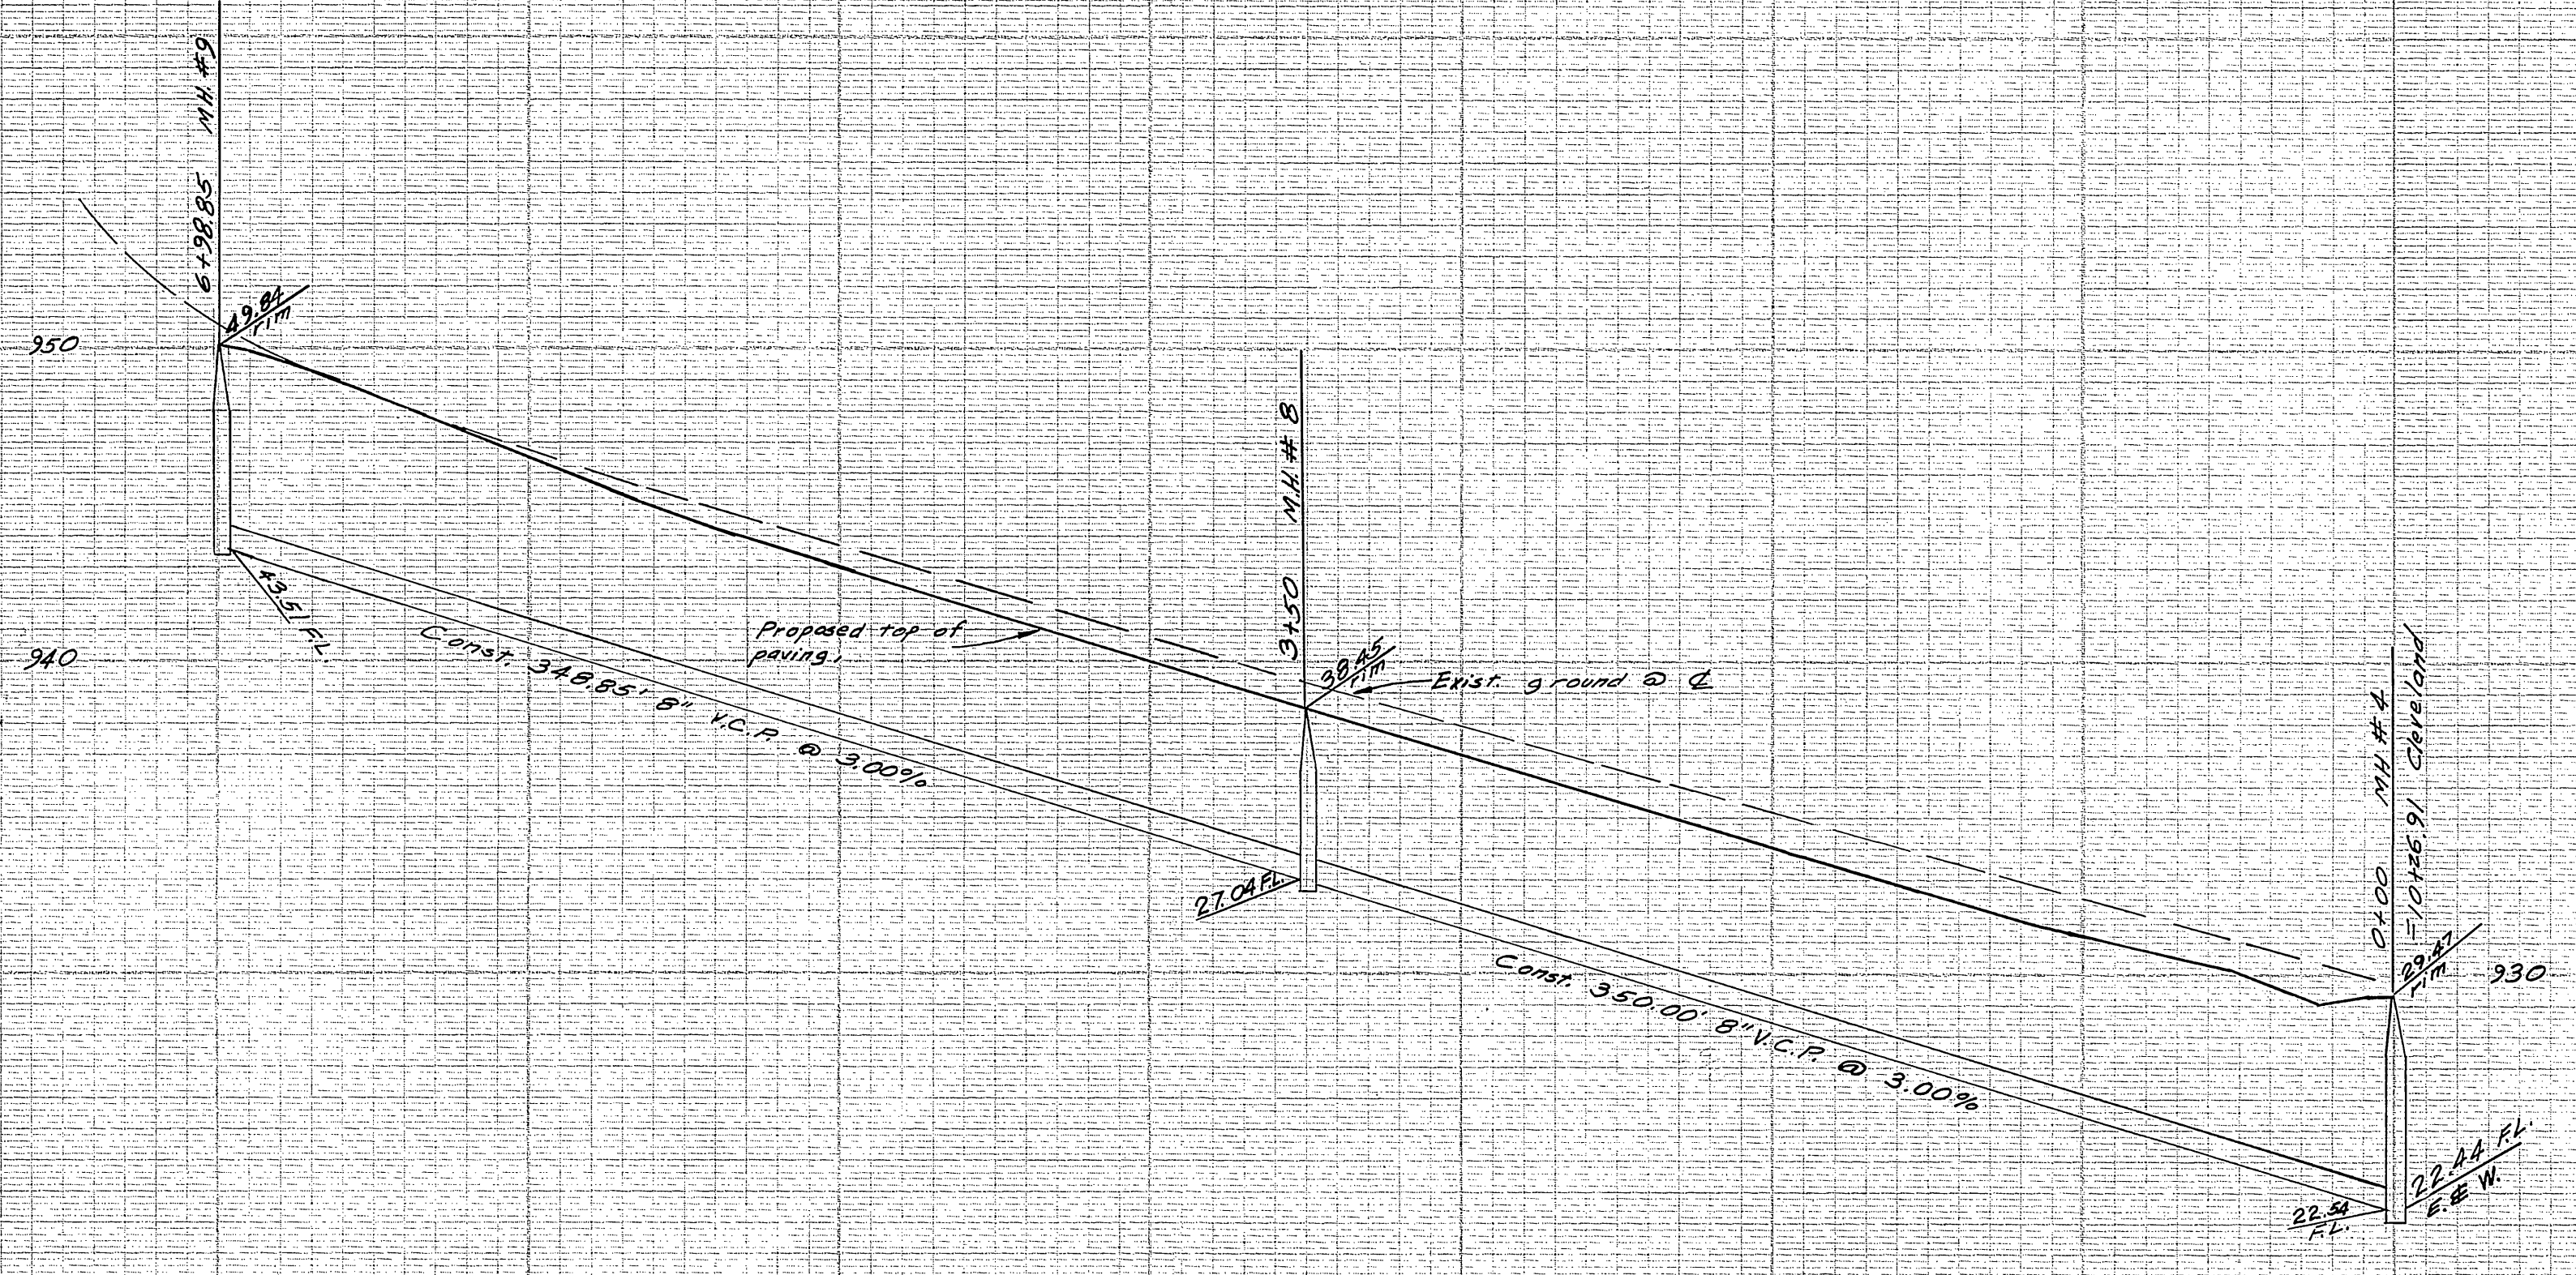 M.H. #9
6+98.85
49.84
rim
950
43.51 F.L.
940
Const. 348.85' 8" V.C.P. @ 3.00%
Proposed top of
paving,
M.H. # 8
3+50
38.45
rim
Exist. ground @ ℄
27.04 F.L.
Const. 350.00' 8" V.C.P. @ 3.00%
MH #4
0+00
=10+26.91 Cleveland
29.47
rim
930
22.44 F.L.
E. & W.
22.54
F.L.